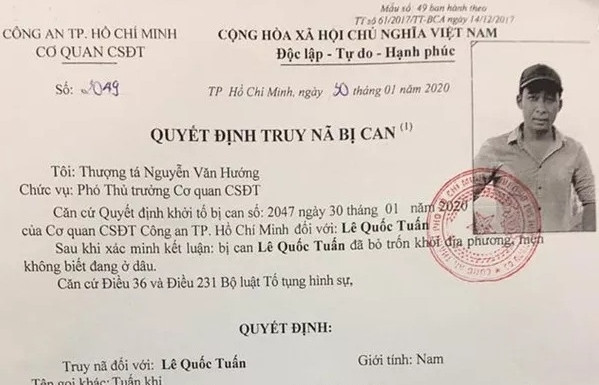 Mẫu số: 49 ban hành theo
TT số 61/2017/TT-BCA ngày 14/12/2017
CÔNG AN TP. HỒ CHÍ MINH
CƠ QUAN CSĐT
CỘNG HÒA XÃ HỘI CHỦ NGHĨA VIỆT NAM
Độc lập - Tự do - Hạnh phúc
Số: 2049
TP Hồ Chí Minh, ngày 30 tháng 01 năm 2020
QUYẾT ĐỊNH TRUY NÃ BỊ CAN (1)
Tôi: Thượng tá Nguyễn Văn Hướng
Chức vụ: Phó Thủ trưởng Cơ quan CSĐT
Căn cứ Quyết định khởi tố bị can số: 2047 ngày 30 tháng 01 năm 2020
của Cơ quan CSĐT Công an TP. Hồ Chí Minh đối với: Lê Quốc Tuấn
Sau khi xác minh kết luận: bị can Lê Quốc Tuấn đã bỏ trốn khỏi địa phương, hiện
không biết đang ở dâu.
Căn cứ Điều 36 và Điều 231 Bộ luật Tố tụng hình sự,
QUYẾT ĐỊNH:
Truy nã đối với: Lê Quốc Tuấn Giới tính: Nam
Tên gọi khác: Tuấn khỉ